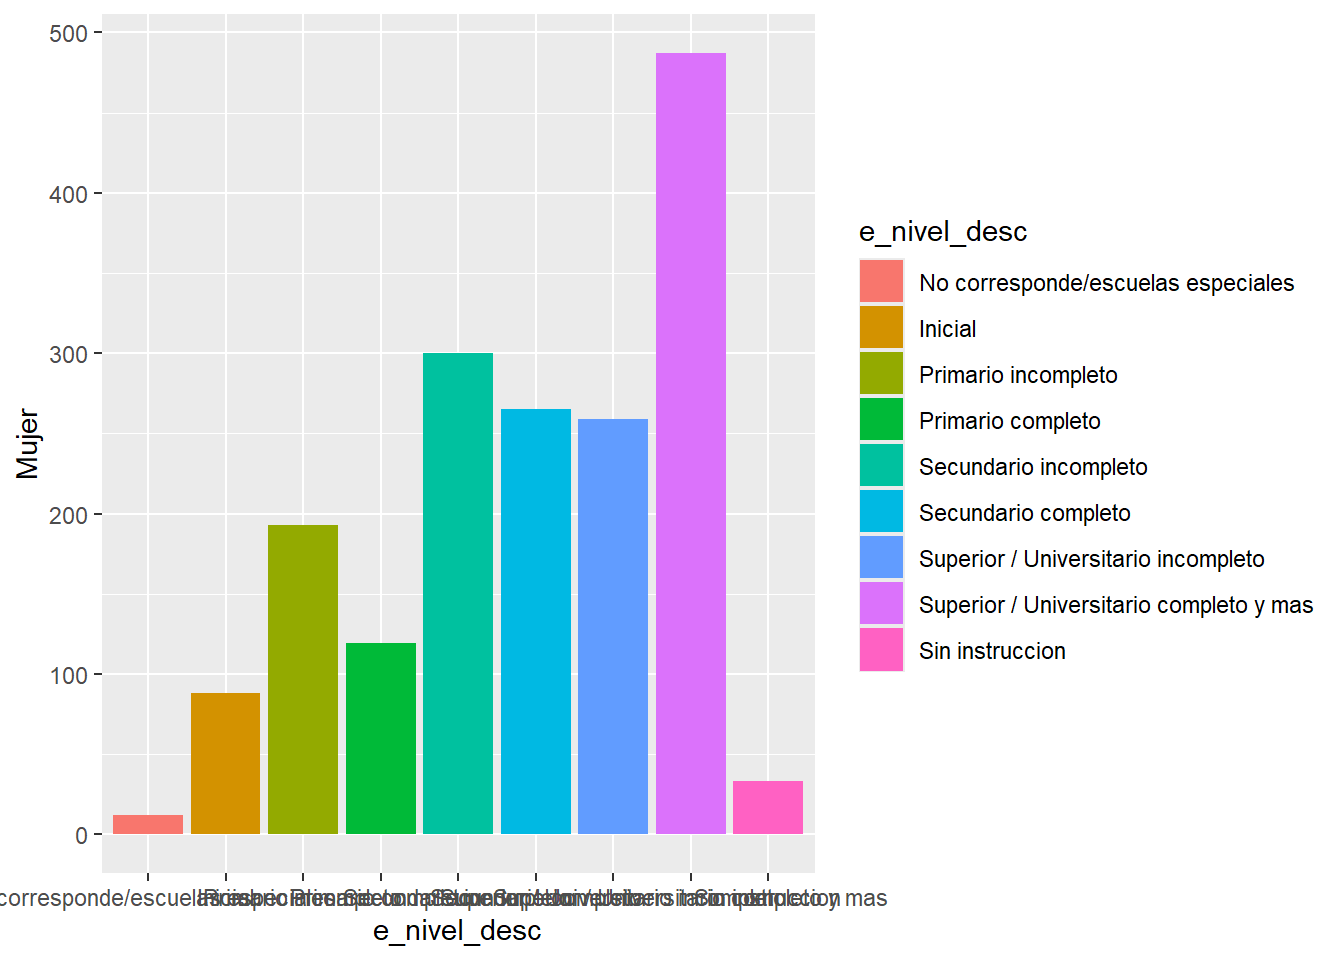 500
400
300
200
100
0
Mujer
e_nivel_desc
e_nivel_desc
No corresponde/escuelas especiales
Inicial
Primario incompleto
Primario completo
Secundario incompleto
Secundario completo
Superior / Universitario incompleto
Superior / Universitario completo y mas
Sin instruccion